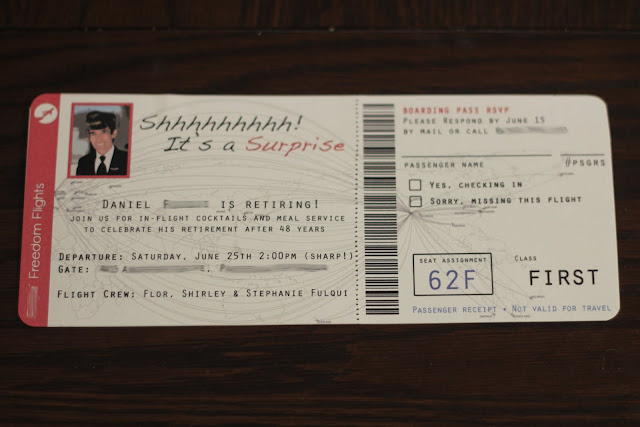 Freedom Flights
Shhhhhhhhh!
It's a Surprise
DANIEL F IS RETIRING!
JOIN US FOR IN-FLIGHT COCKTAILS AND MEAL SERVICE
TO CELEBRATE HIS RETIREMENT AFTER 48 YEARS
DEPARTURE: SATURDAY, JUNE 25TH 2:00PM (SHARP!)
GATE:
FLIGHT CREW: FLOR, SHIRLEY & STEPHANIE FULQUI
BOARDING PASS RSVP
PLEASE RESPOND BY JUNE 15
BY MAIL OR CALL
PASSENGER NAME
#PSGRS
YES, CHECKING IN
SORRY, MISSING THIS FLIGHT
SEAT ASSIGNMENT
62F
CLASS
FIRST
PASSENGER RECEIPT • NOT VALID FOR TRAVEL